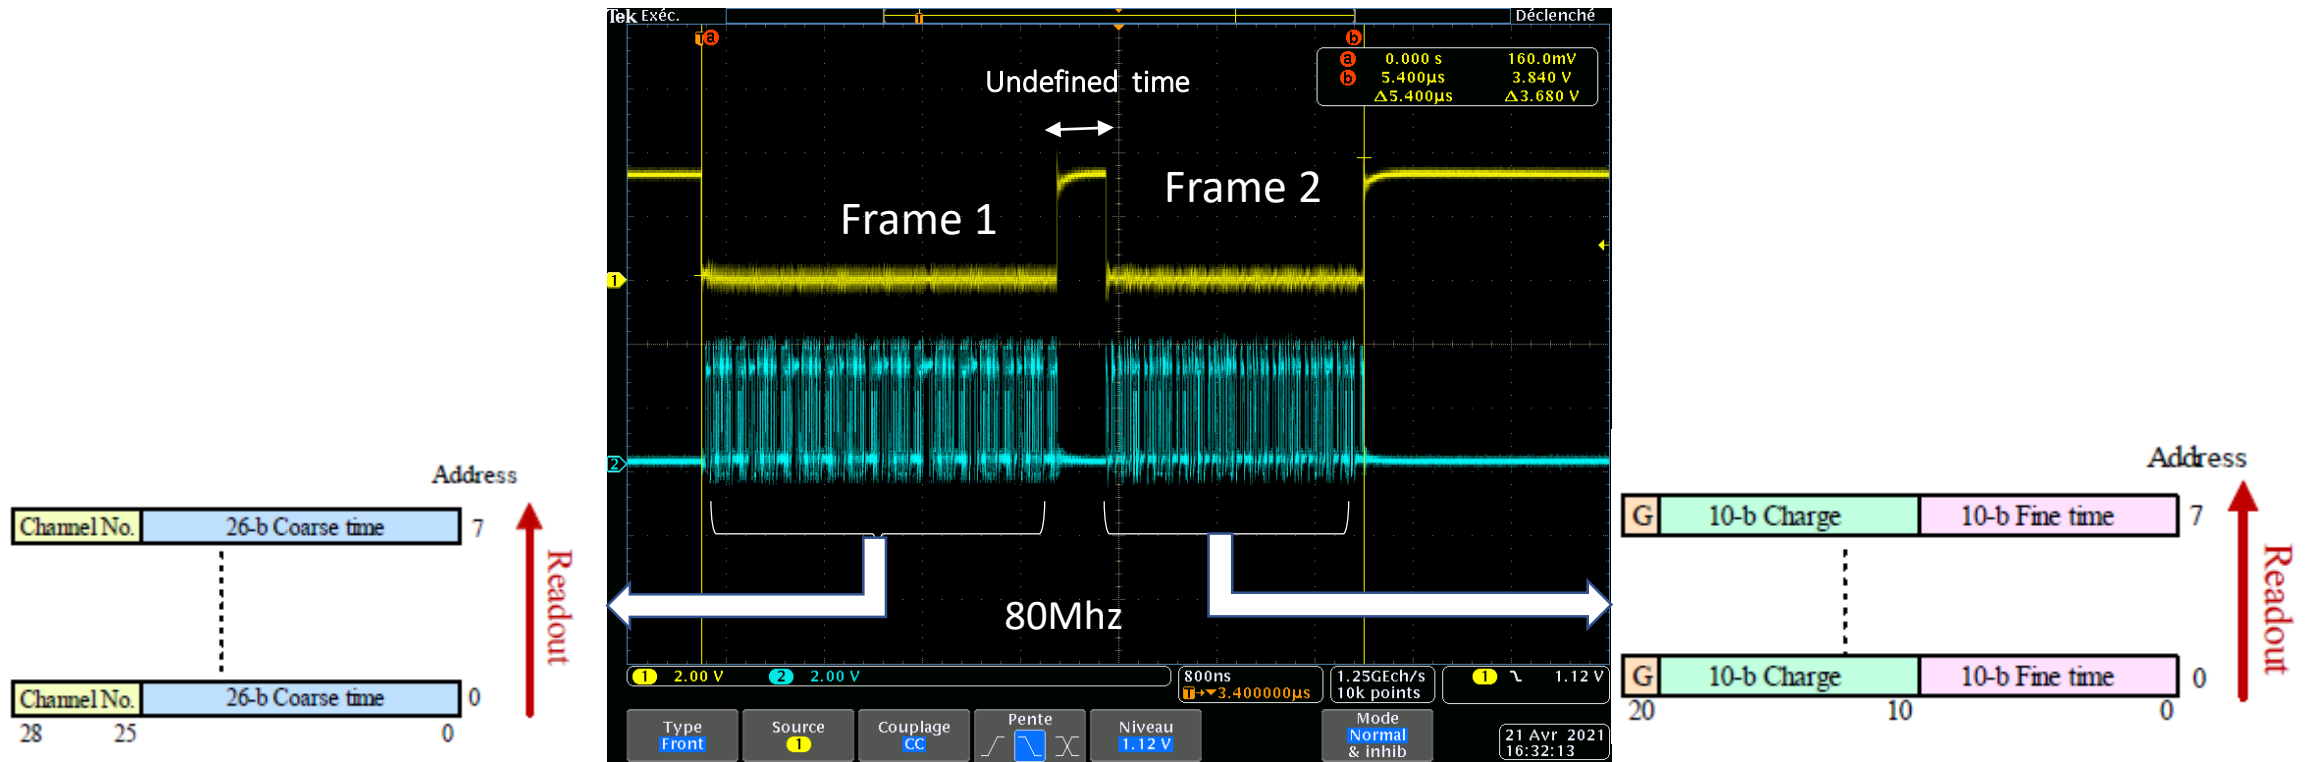 Tek Exéc.
T
Déclenché
T a
b
a 0.000 s 160.0mV
b 5.400µs 3.840 V
Δ5.400µs Δ3.680 V
Undefined time
Frame 1
Frame 2
1
2
80Mhz
Address
Channel No. 26-b Coarse time 7
Channel No. 26-b Coarse time 0
28 25 0
Readout
Address
G 10-b Charge 10-b Fine time 7
G 10-b Charge 10-b Fine time 0
20 10 0
Readout
1 2.00 V 2 2.00 V
800ns
T→▼3.400000µs
1.25GEch/s
10k points
1 1.12 V
Type
Front
Source
1
Couplage
CC
Pente
Niveau
1.12 V
Mode
Normal
& inhib
21 Avr 2021
16:32:13